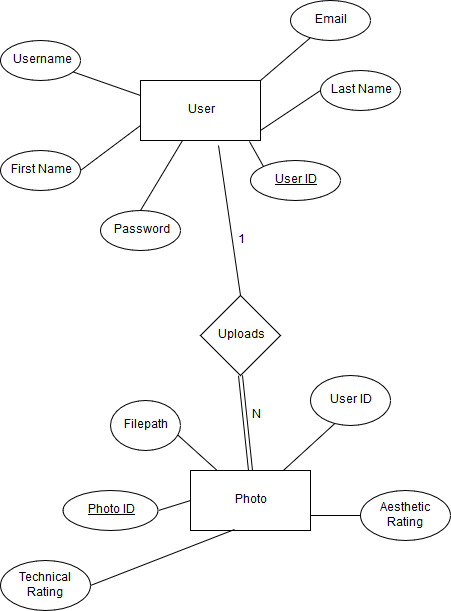 Email
Username
Last Name
User
First Name
User ID
Password
1
Uploads
User ID
N
Filepath
Photo
Photo ID
Aesthetic
Rating
Technical
Rating